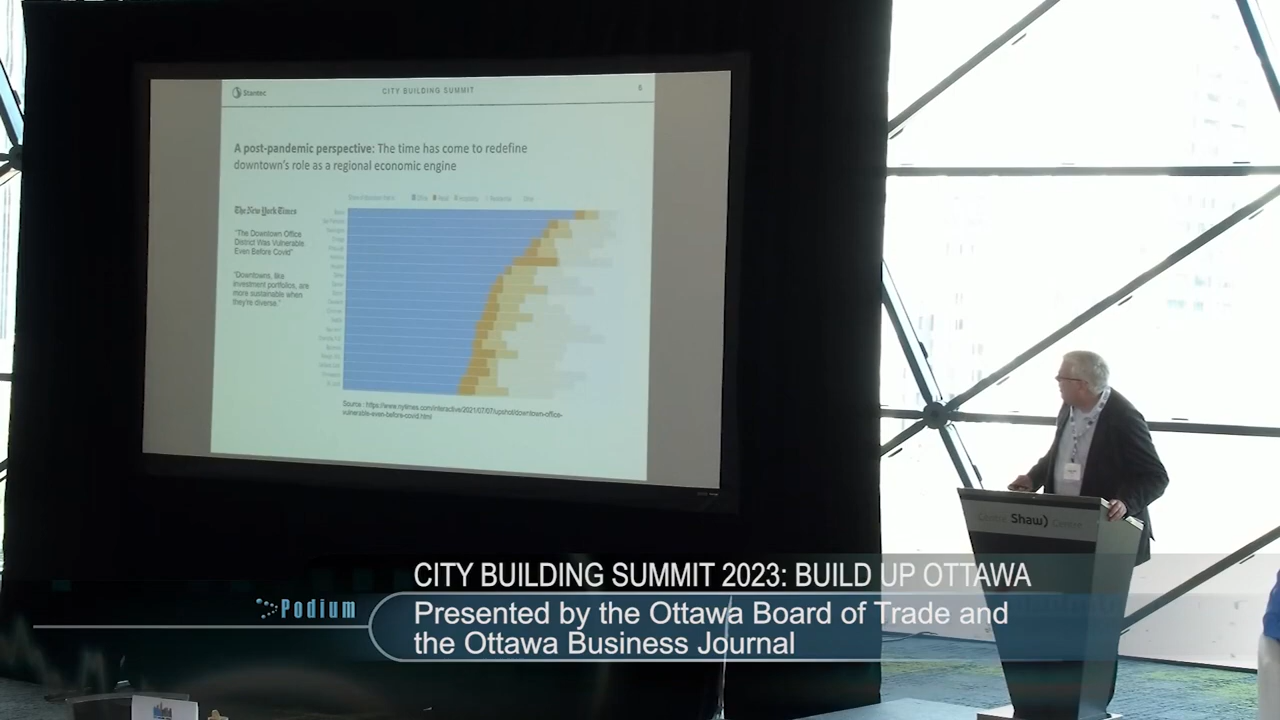 Stantec
CITY BUILDING SUMMIT
6
A post-pandemic perspective: The time has come to redefine
downtown's role as a regional economic engine
The New York Times
"The Downtown Office
District Was Vulnerable
Even Before Covid"
"Downtowns, like
investment portfolios, are
more sustainable when
they're diverse."
Source : https://www.nytimes.com/interactive/2021/07/07/upshot/downtown-office-
vulnerable-even-before-covid.html
Centre Shaw) Centre
CITY BUILDING SUMMIT 2023: BUILD UP OTTAWA
Podium
Presented by the Ottawa Board of Trade and
the Ottawa Business Journal